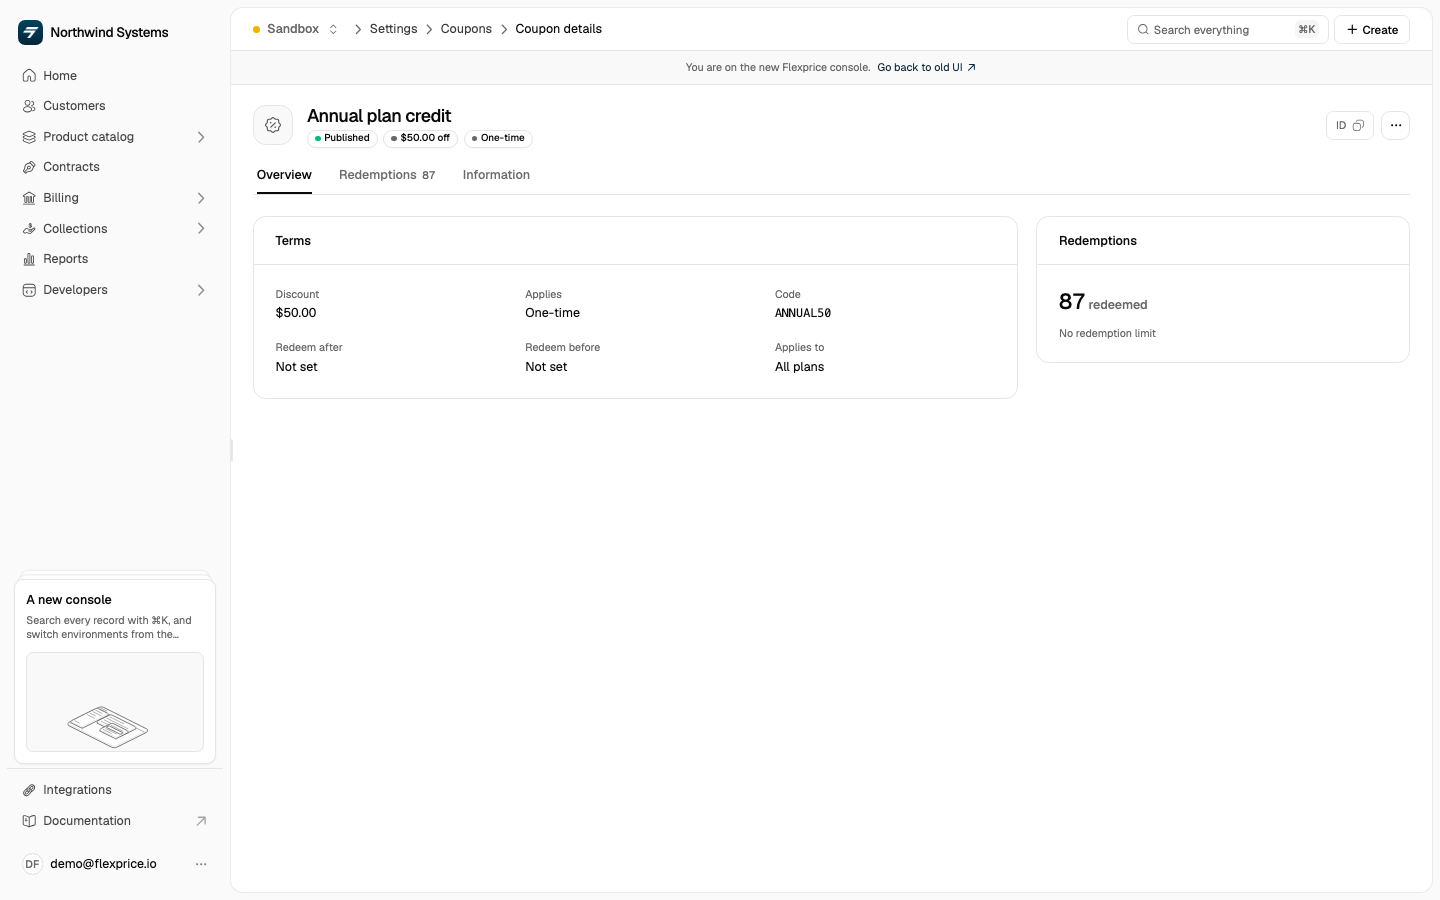 Northwind Systems
Home
Customers
Product catalog
Contracts
Billing
Collections
Reports
Developers
A new console
Search every record with ⌘K, and
switch environments from the...
Integrations
Documentation
DF demo@flexprice.io
Sandbox Settings Coupons Coupon details
Search everything ⌘K Create
You are on the new Flexprice console. Go back to old UI
Annual plan credit
Published $50.00 off One-time
ID
Overview Redemptions 87 Information
Terms
Discount Applies Code
$50.00 One-time ANNUAL50
Redeem after Redeem before Applies to
Not set Not set All plans
Redemptions
87 redeemed
No redemption limit